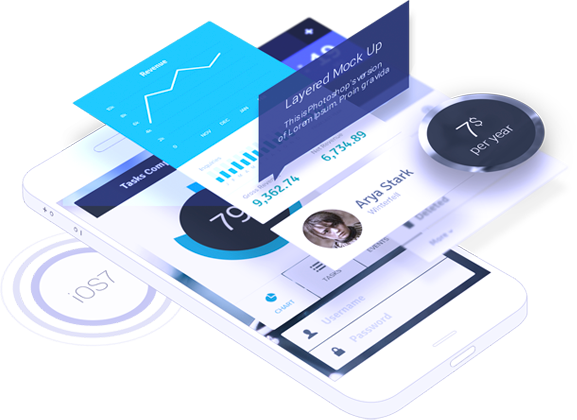 Revenue
NOV
DEC
JAN
Layered Mock Up
This is Photoshop's version
of Lorem Ipsum. Proin gravida
7$
per year
Tasks Comp
79
9,362.74
6,734.89
Arya Stark
Winterfell
Deleted
More
iOS7
CHART
TASKS
EVENTS
Username
Password